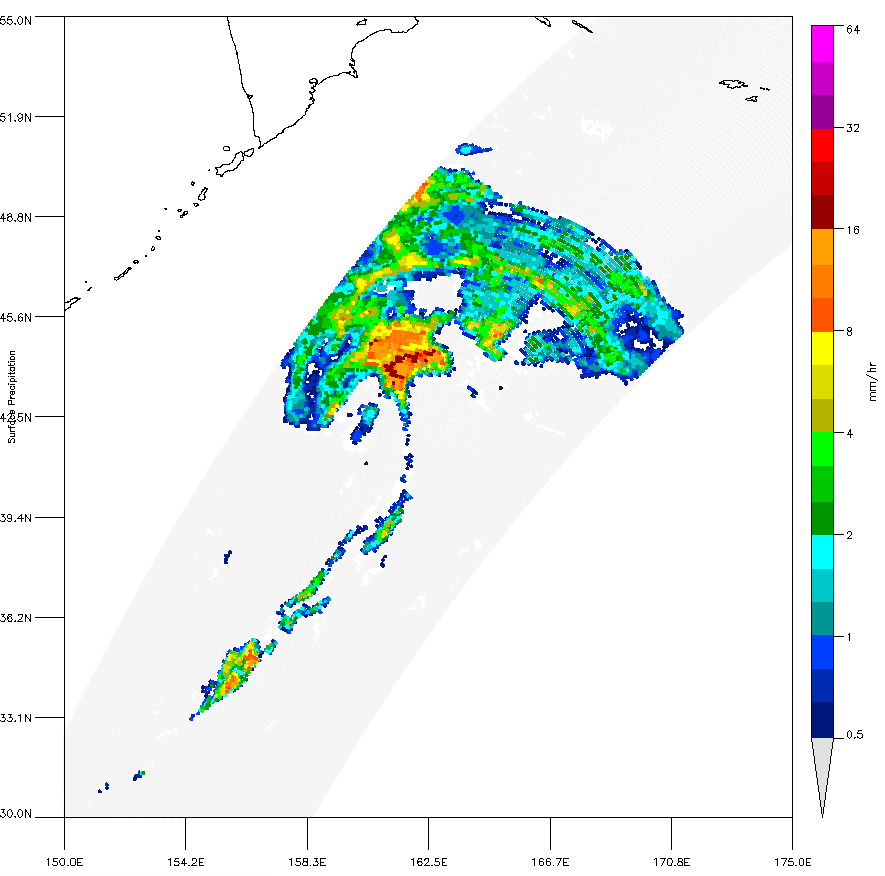 55.0N
51.9N
48.8N
45.6N
42.5N
39.4N
36.2N
33.1N
30.0N
Surface Precipitation
150.0E 154.2E 158.3E 162.5E 166.7E 170.8E 175.0E
64
32
16
8
4
2
1
0.5
mm/hr